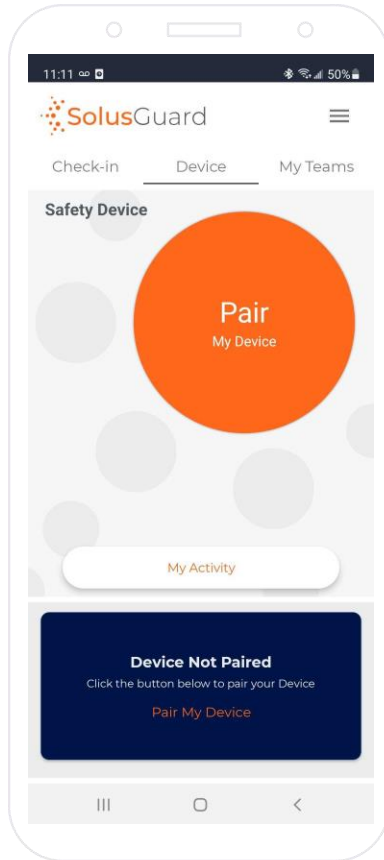 11:11
50%
SolusGuard
Check-in Device My Teams
Safety Device
Pair
My Device
My Activity
Device Not Paired
Click the button below to pair your Device
Pair My Device